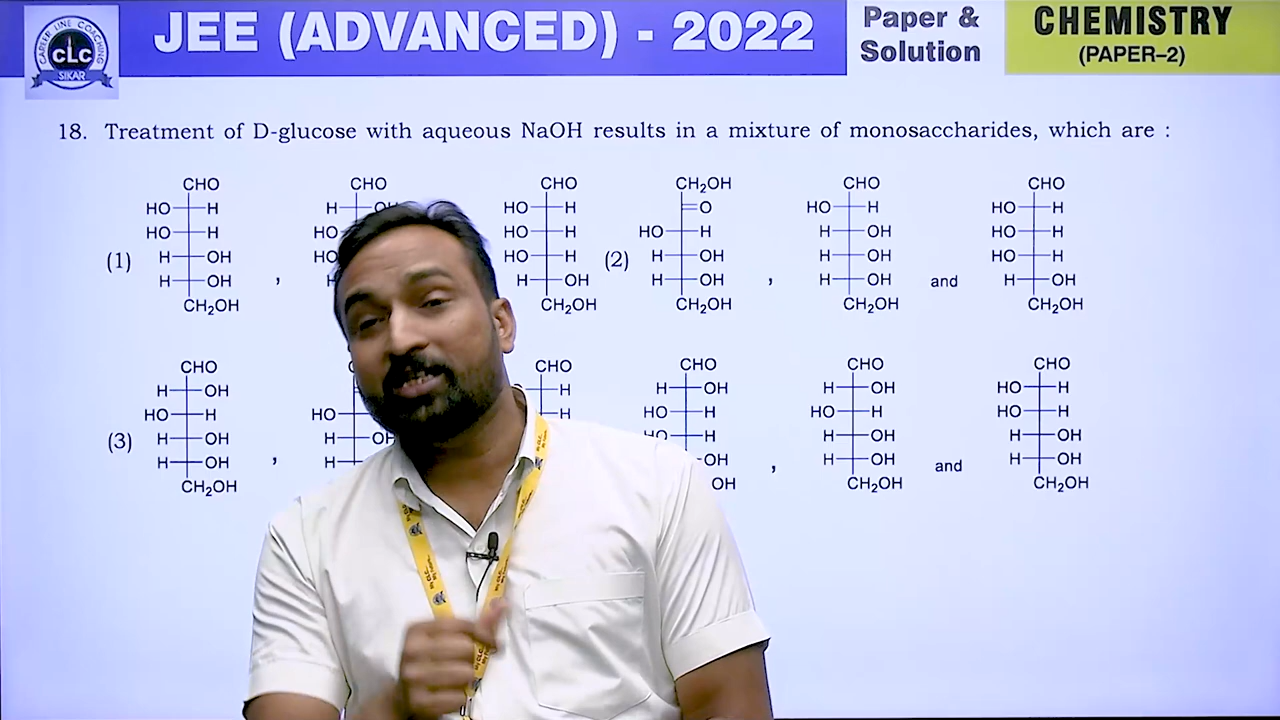 CAREER LINE COACHING
CLC
SIKAR
JEE (ADVANCED) - 2022
Paper &
Solution
CHEMISTRY
(PAPER–2)
18. Treatment of D-glucose with aqueous NaOH results in a mixture of monosaccharides, which are :
CHO CHO CHO CH₂OH CHO CHO
HO H H OH HO H O HO H HO H
HO H HO HO H HO H H OH HO H
(1) H OH HO HO H (2) H OH H OH HO H
H OH , H OH H OH , H OH and H OH
CH₂OH CH₂OH CH₂OH CH₂OH CH₂OH
CHO CHO CHO CHO CHO
H OH H H OH H OH HO H
HO H HO H HO H HO H HO H
(3) H OH H OH HO H H OH H OH
H OH , H OH , H OH and H OH
CH₂OH OH CH₂OH CH₂OH